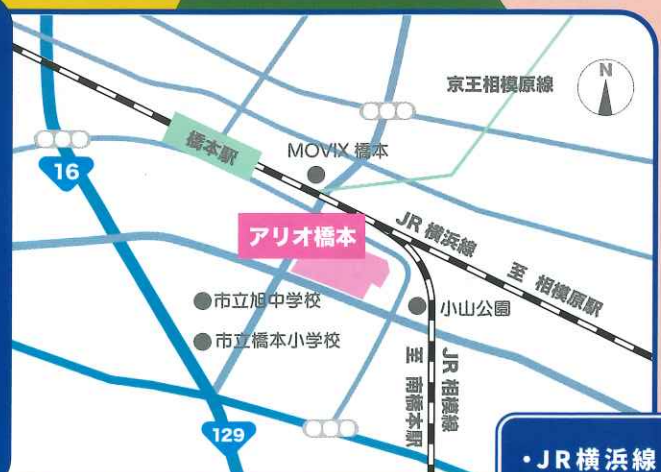 京王相模原線
N
橋本駅
MOVIX 橋本
16
アリオ橋本
JR 横浜線
至 相模原駅
市立旭中学校
小山公園
市立橋本小学校
JR 相模線
至 南橋本駅
129
・JR横浜線